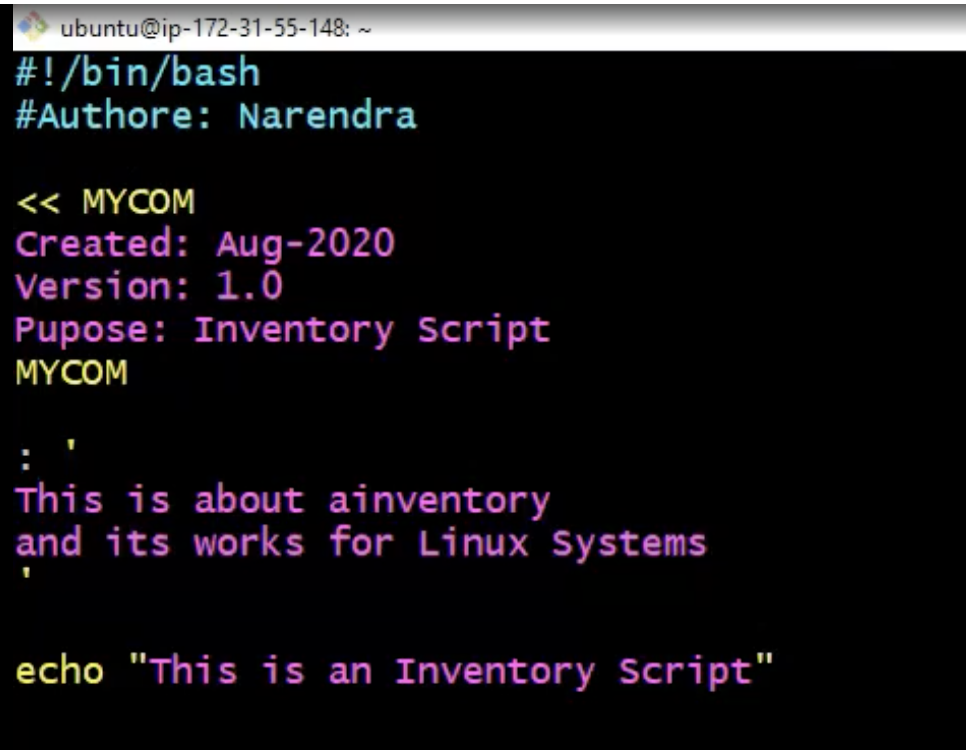 ubuntu@ip-172-31-55-148: ~
#!/bin/bash
#Authore: Narendra
<< MYCOM
Created: Aug-2020
Version: 1.0
Pupose: Inventory Script
MYCOM
: '
This is about ainventory
and its works for Linux Systems
'
echo "This is an Inventory Script"